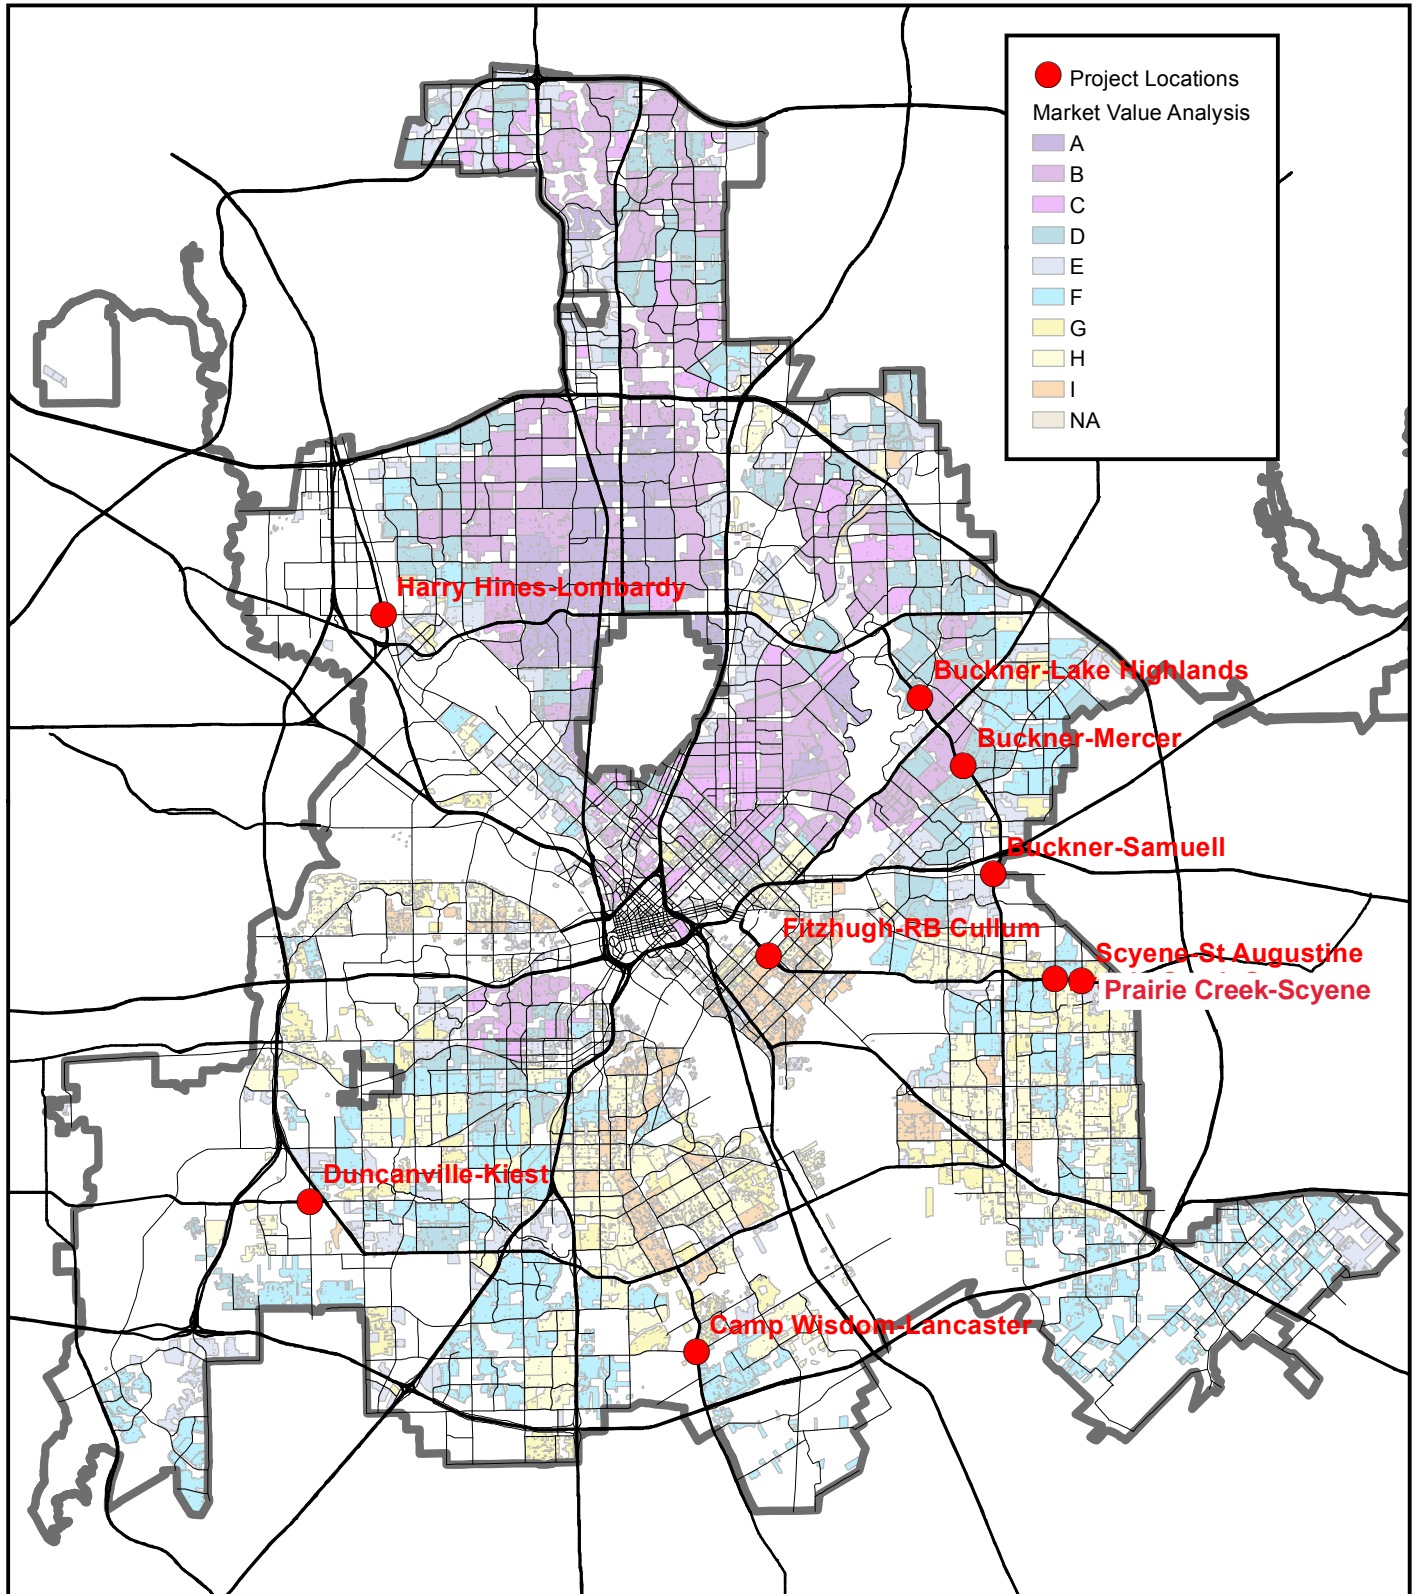 Project Locations
Market Value Analysis
A
B
C
D
E
F
G
H
I
NA
Harry Hines-Lombardy
Buckner-Lake Highlands
Buckner-Mercer
Buckner-Samuell
Fitzhugh-RB Cullum
Scyene-St Augustine
Prairie Creek-Scyene
Duncanville-Kiest
Camp Wisdom-Lancaster